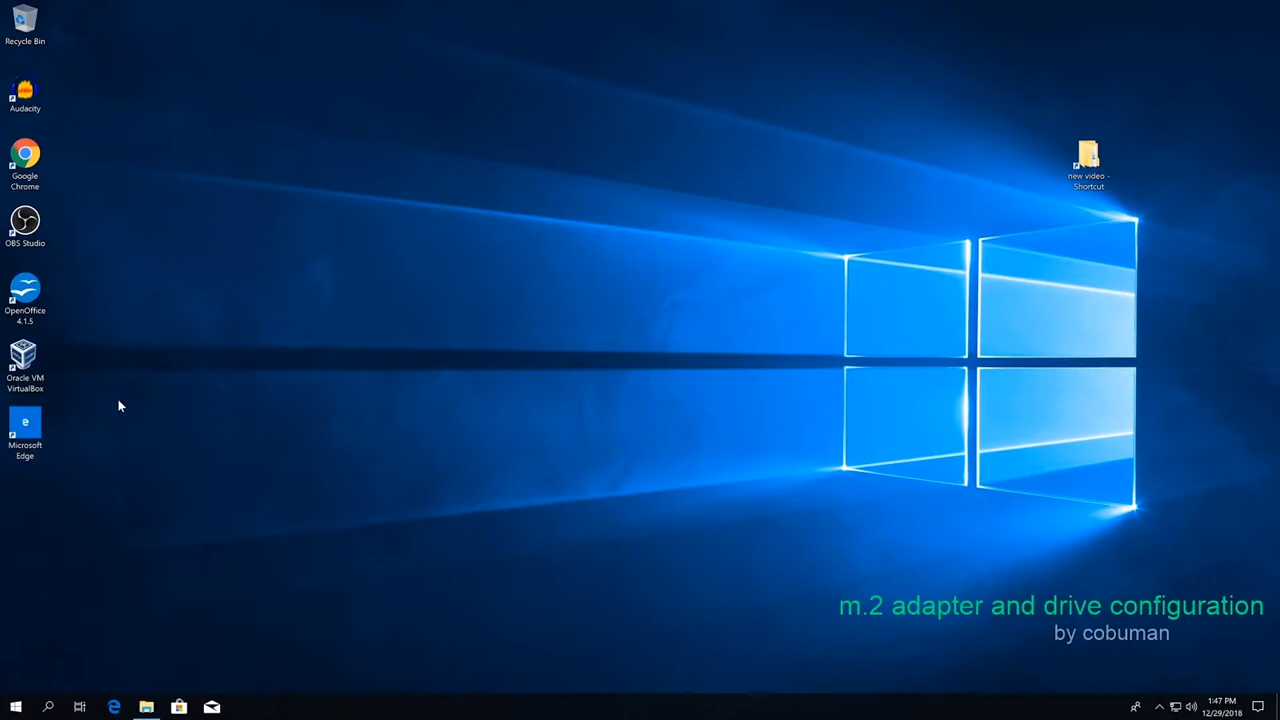 Recycle Bin
Audacity
Google
Chrome
OBS Studio
OpenOffice
4.1.5
Oracle VM
VirtualBox
e
Microsoft
Edge
new video -
Shortcut
m.2 adapter and drive configuration
by cobuman
1:47 PM
12/29/2018